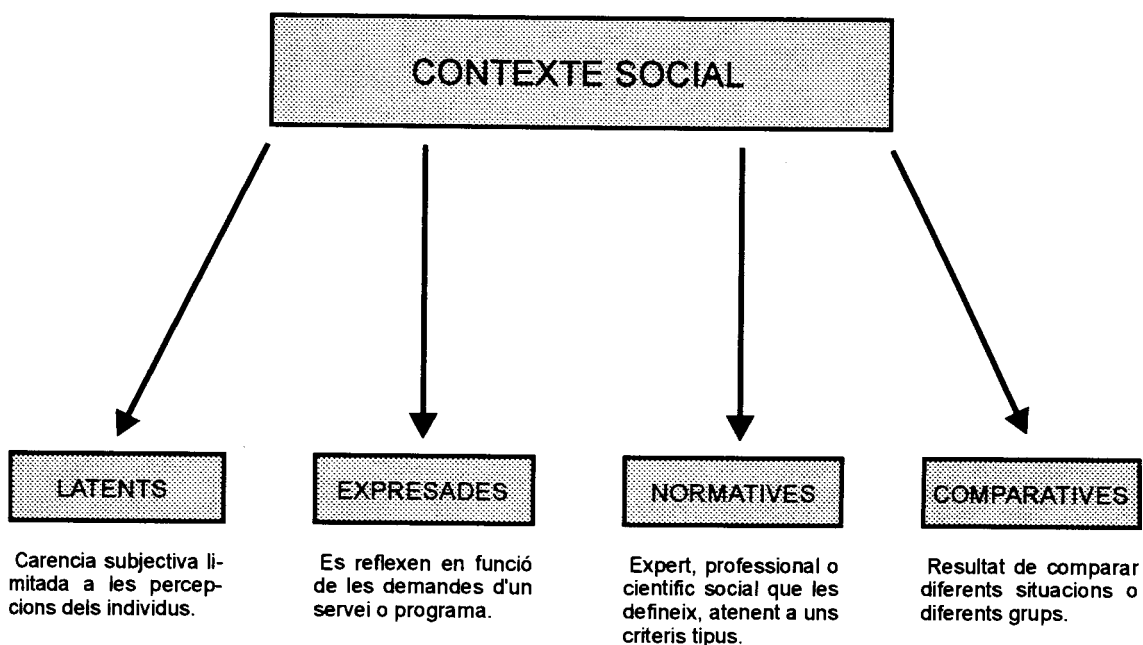 CONTEXTE SOCIAL
LATENTS
Carencia subjectiva li-
mitada a les percep-
cions dels individus.
EXPRESADES
Es reflexen en funció
de les demandes d'un
servei o programa.
NORMATIVES
Expert, professional o
científic social que les
defineix, atenent a uns
criteris tipus.
COMPARATIVES
Resultat de comparar
diferents situacions o
diferents grups.